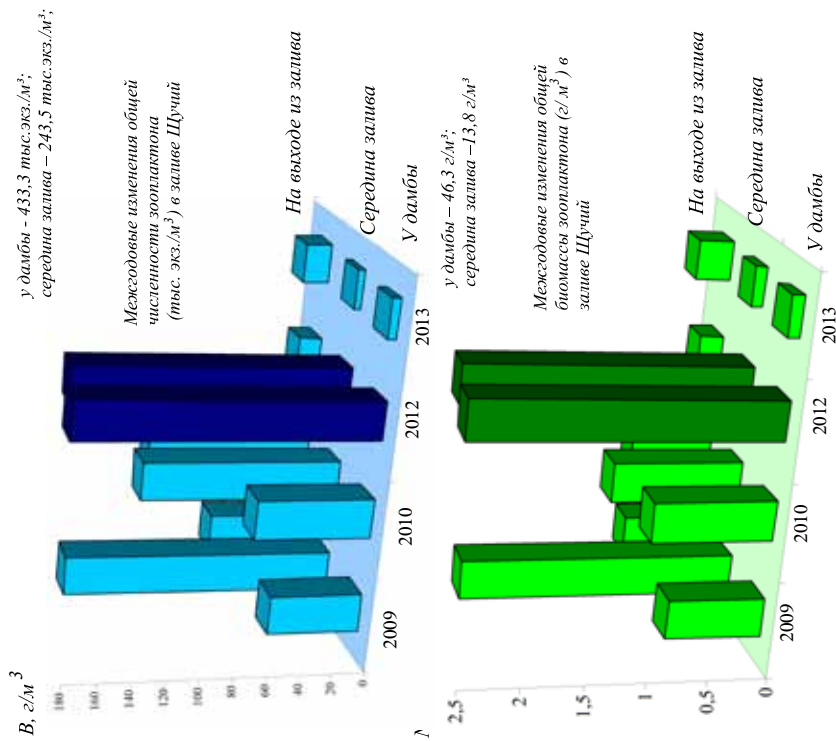 у дамбы - 433,3 тыс.экз./м³;
середина залива – 243,5 тыс.экз./м³;
Межгодовые изменения общей
численности зооплактона
(тыс. экз./м³) в заливе Щучий
На выходе из залива
Середина залива
У дамбы
В, г/м³
180
160
140
120
100
80
60
40
20
0
2009
2010
2012
2013
у дамбы – 46,3 г/м³;
середина залива –13,8 г/м³
Межгодовые изменения общей
биомассы зооплактона (г/ м³) в
заливе Щучий
На выходе из залива
Середина залива
У дамбы
2,5
2
1,5
1
0,5
0
2009
2010
2012
2013